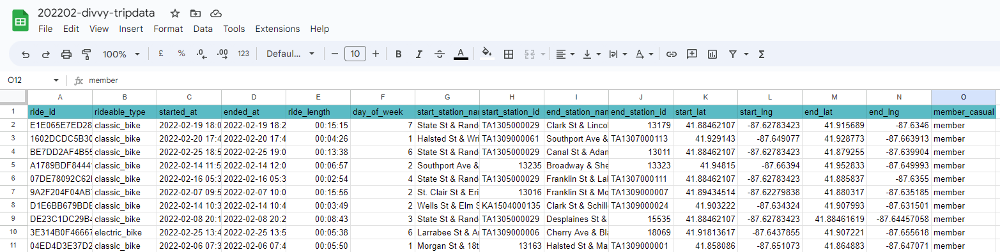 202202-divvy-tripdata
File Edit View Insert Format Data Tools Extensions Help
100% £ % .0 .00 123 Defaul... 10 B I S A Σ
O12 fx member
A B C D E F G H I J K L M N O
1 ride_id rideable_type started_at ended_at ride_length day_of_week start_station_nam start_station_id end_station_nam end_station_id start_lat start_lng end_lat end_lng member_casual
2 E1E065E7ED28 classic_bike 2022-02-19 18:0 2022-02-19 18:2 00:15:15 7 State St & Rand TA1305000029 Clark St & Lincol 13179 41.88462107 -87.62783423 41.915689 -87.6346 member
3 1602DCDC5B30 classic_bike 2022-02-20 17:4 2022-02-20 17:4 00:04:26 1 Halsted St & Wri TA1309000061 Southport Ave & TA1307000113 41.929143 -87.649077 41.928773 -87.663913 member
4 BE7DD2AF4B55 classic_bike 2022-02-25 18:5 2022-02-25 19:0 00:13:38 6 State St & Rand TA1305000029 Canal St & Adan 13011 41.88462107 -87.62783423 41.879255 -87.639904 member
5 A1789BDF8444 classic_bike 2022-02-14 11:5 2022-02-14 12:0 00:06:57 2 Southport Ave & 13235 Broadway & She 13323 41.94815 -87.66394 41.952833 -87.649993 member
6 07DE78092C62 classic_bike 2022-02-16 05:3 2022-02-16 05:3 00:02:54 4 State St & Rand TA1305000029 Franklin St & Lal TA1307000111 41.88462107 -87.62783423 41.885837 -87.6355 member
7 9A2F204F04AB classic_bike 2022-02-07 09:5 2022-02-07 10:0 00:15:56 2 St. Clair St & Eri 13016 Franklin St & Mo TA1309000007 41.89434514 -87.62279838 41.880317 -87.635185 member
8 D1E6BB679BDE classic_bike 2022-02-14 10:3 2022-02-14 10:4 00:03:49 2 Wells St & Elm S KA1504000135 Clark St & Schill TA1309000024 41.903222 -87.634324 41.907993 -87.631501 member
9 DE23C1DC29B4 classic_bike 2022-02-08 20:1 2022-02-08 20:2 00:08:43 3 State St & Rand TA1305000029 Desplaines St & 15535 41.88462107 -87.62783423 41.88461619 -87.64457058 member
10 3E314B0F46667 electric_bike 2022-02-25 13:4 2022-02-25 13:5 00:05:38 6 Larrabee St & A TA1309000006 Cherry Ave & Bla 18069 41.91813617 -87.6437855 41.907221 -87.655618 member
11 04ED4D3E37D2 classic_bike 2022-02-06 07:3 2022-02-06 07:4 00:05:50 1 Morgan St & 18t 13163 Halsted St & Ma TA1309000001 41.858086 -87.651073 41.864883 -87.647071 member